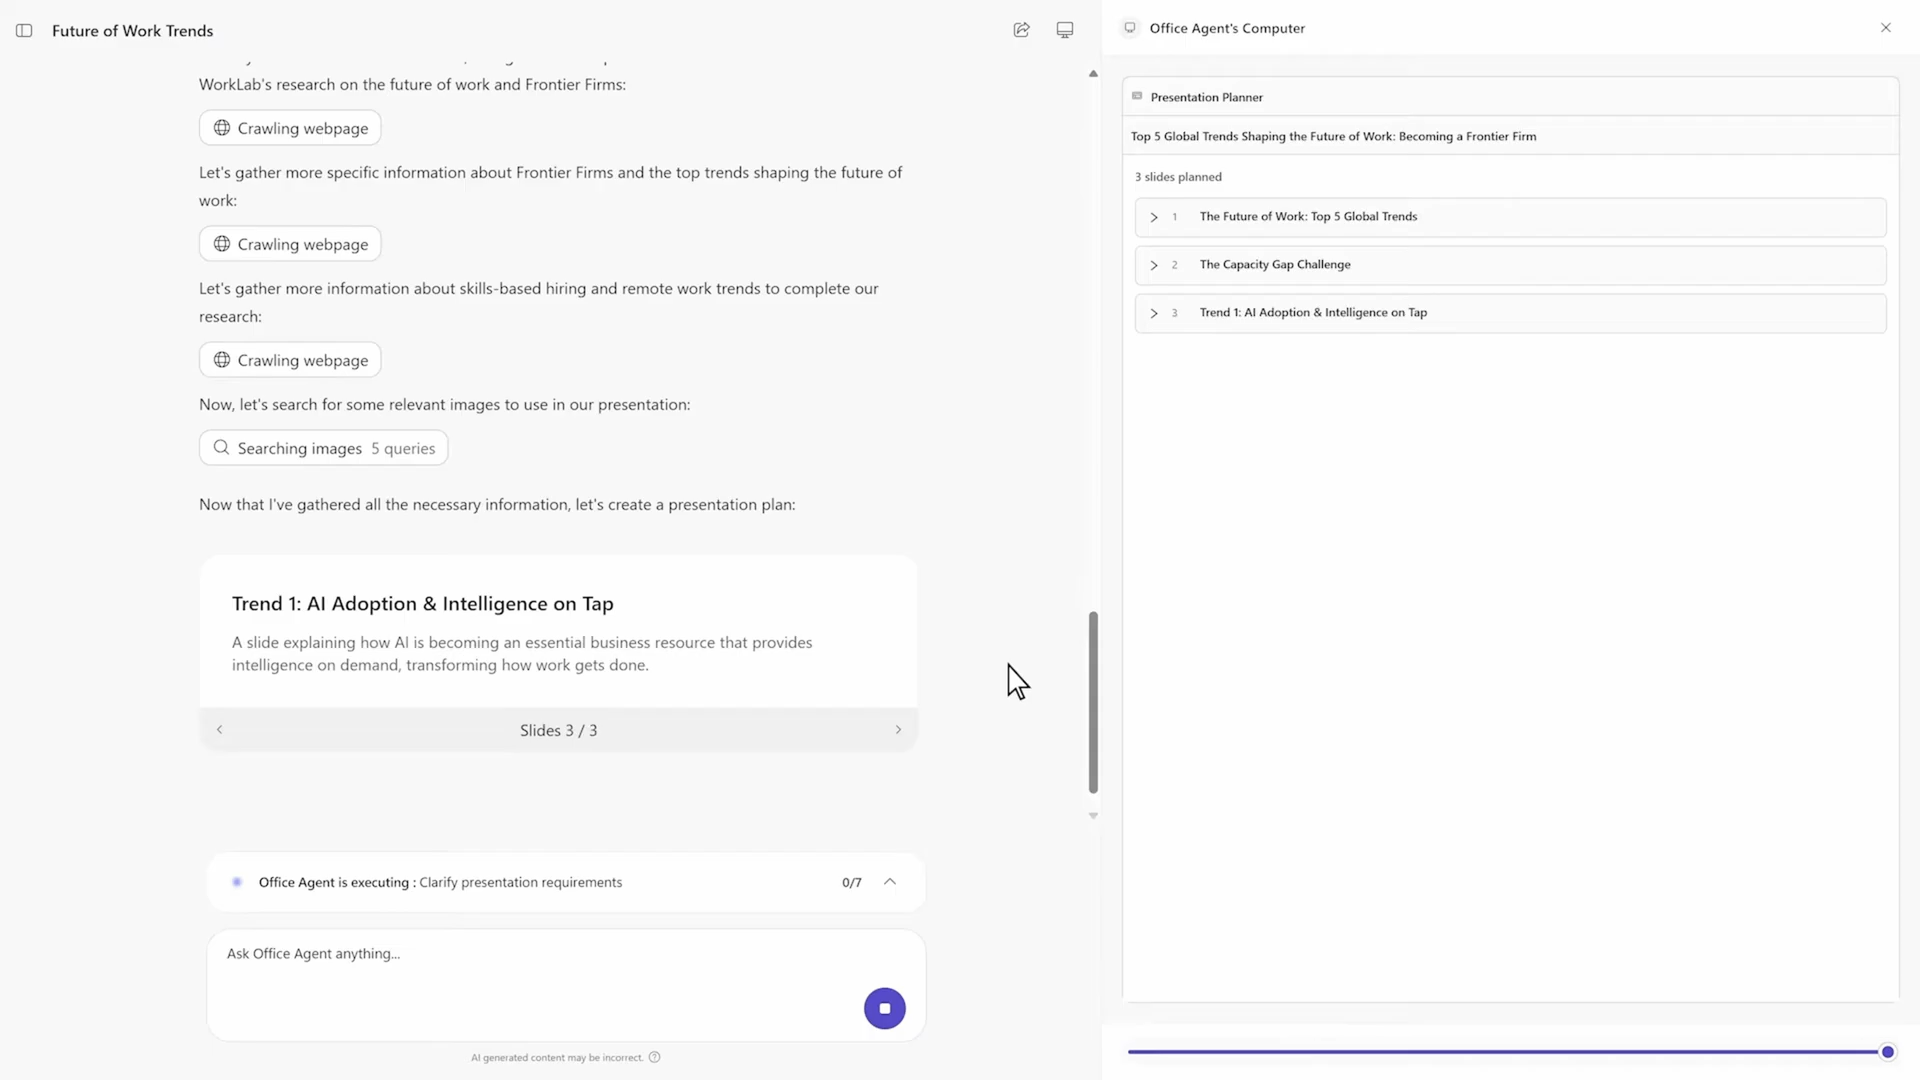 Future of Work Trends
WorkLab's research on the future of work and Frontier Firms:
Crawling webpage
Let's gather more specific information about Frontier Firms and the top trends shaping the future of
work:
Crawling webpage
Let's gather more information about skills-based hiring and remote work trends to complete our
research:
Crawling webpage
Now, let's search for some relevant images to use in our presentation:
Searching images 5 queries
Now that I've gathered all the necessary information, let's create a presentation plan:
Trend 1: AI Adoption & Intelligence on Tap
A slide explaining how AI is becoming an essential business resource that provides
intelligence on demand, transforming how work gets done.
Slides 3 / 3
Office Agent is executing : Clarify presentation requirements 0/7
Ask Office Agent anything...
AI generated content may be incorrect.
Office Agent's Computer
Presentation Planner
Top 5 Global Trends Shaping the Future of Work: Becoming a Frontier Firm
3 slides planned
1 The Future of Work: Top 5 Global Trends
2 The Capacity Gap Challenge
3 Trend 1: AI Adoption & Intelligence on Tap